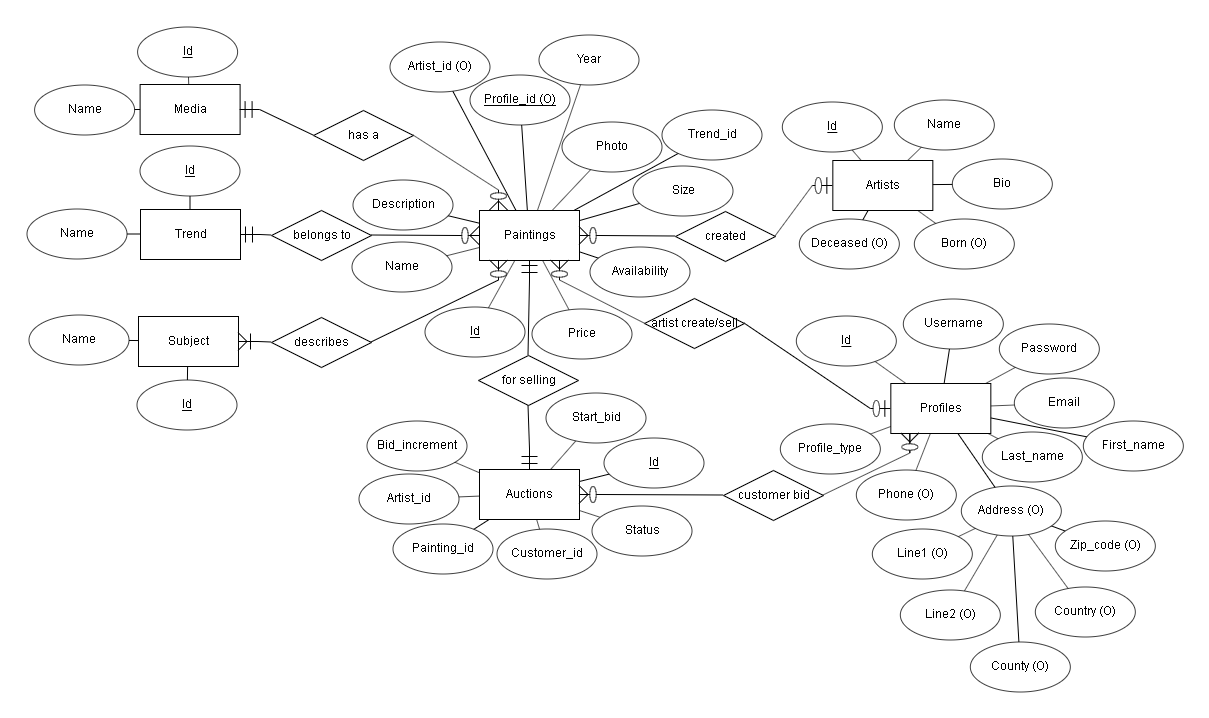 Id
Name
Media
has a
Id
Name
Trend
belongs to
Name
Subject
describes
Id
Artist_id (O)
Profile_id (O)
Year
Photo
Trend_id
Size
Description
Paintings
Name
Availability
Id
Price
created
Id
Name
Artists
Bio
Deceased (O)
Born (O)
artist create/sell
for selling
Id
Username
Password
Profiles
Email
First_name
Last_name
Profile_type
Phone (O)
Address (O)
Line1 (O)
Zip_code (O)
Line2 (O)
Country (O)
County (O)
customer bid
Start_bid
Bid_increment
Id
Auctions
Artist_id
Status
Painting_id
Customer_id